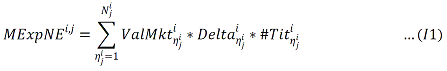 MExpNE^{i,j} = \sum_{\eta_j^i=1}^{N_j^i} ValMkt_{\eta_j^i}^i * Delta_{\eta_j^i}^i * \#Tit_{\eta_j^i}^i …(I1)